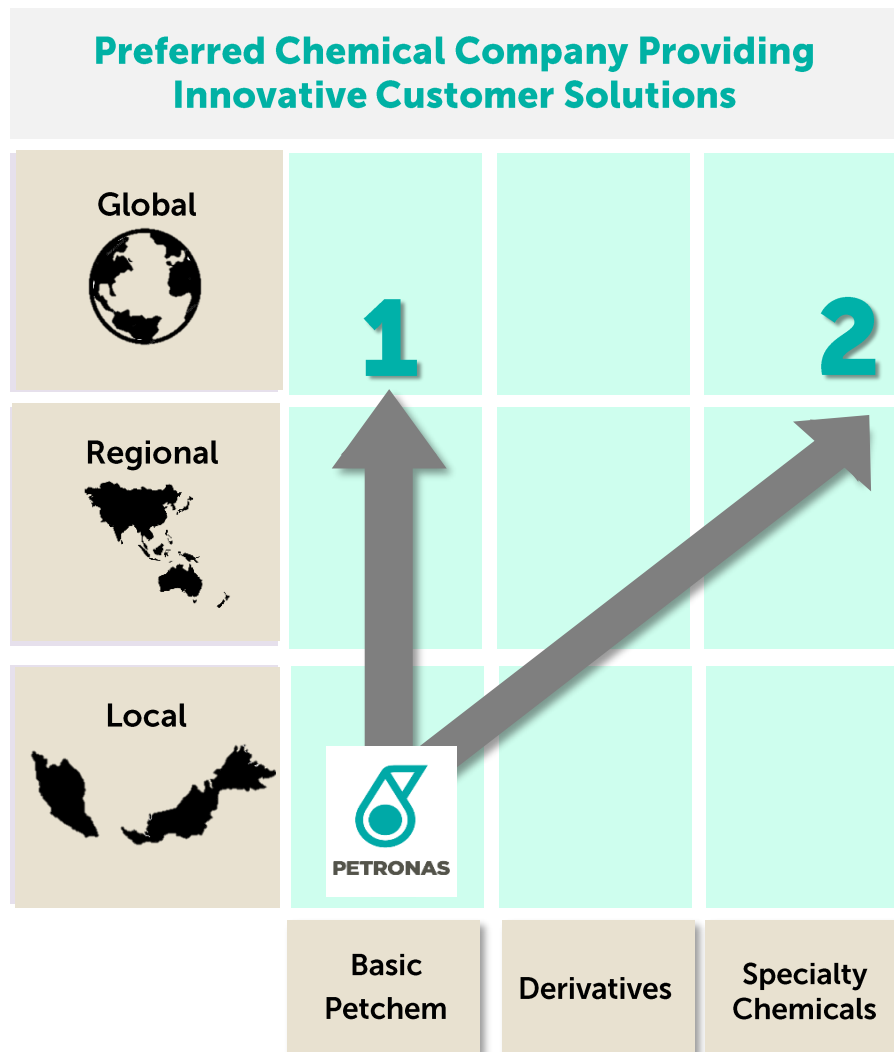 Preferred Chemical Company Providing
Innovative Customer Solutions
Global
1
2
Regional
Local
PETRONAS
Basic
Petchem
Derivatives
Specialty
Chemicals